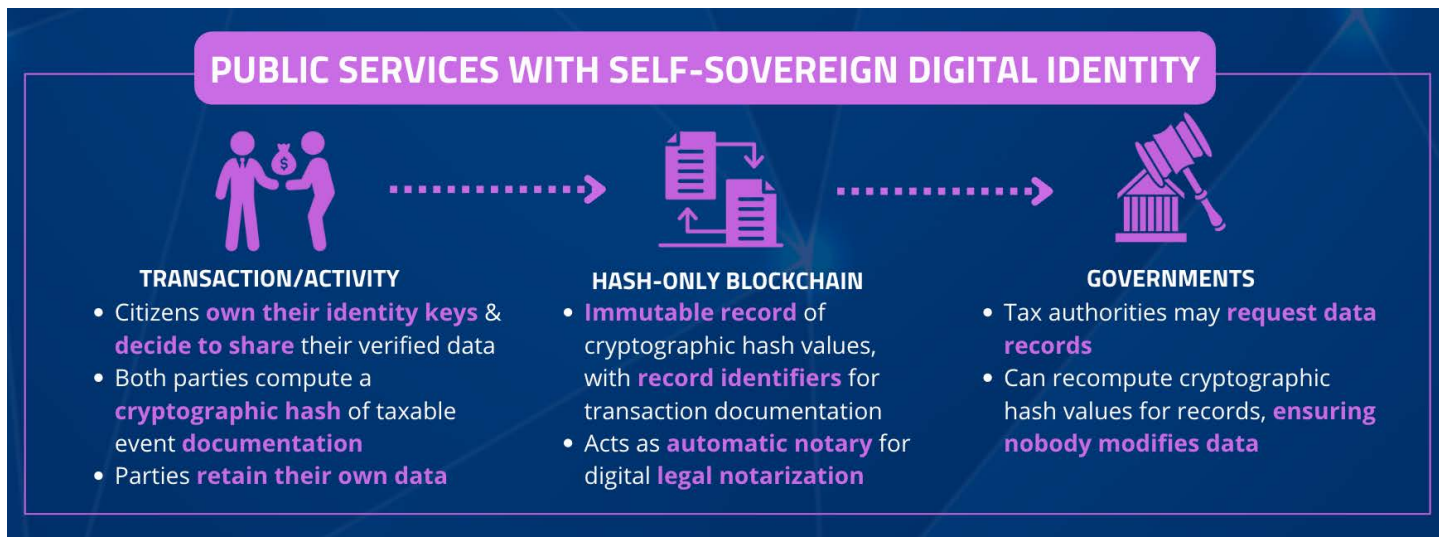 PUBLIC SERVICES WITH SELF-SOVEREIGN DIGITAL IDENTITY
$
TRANSACTION/ACTIVITY
• Citizens own their identity keys &
decide to share their verified data
• Both parties compute a
cryptographic hash of taxable
event documentation
• Parties retain their own data
HASH-ONLY BLOCKCHAIN
• Immutable record of
cryptographic hash values,
with record identifiers for
transaction documentation
• Acts as automatic notary for
digital legal notarization
GOVERNMENTS
• Tax authorities may request data
records
• Can recompute cryptographic
hash values for records, ensuring
nobody modifies data